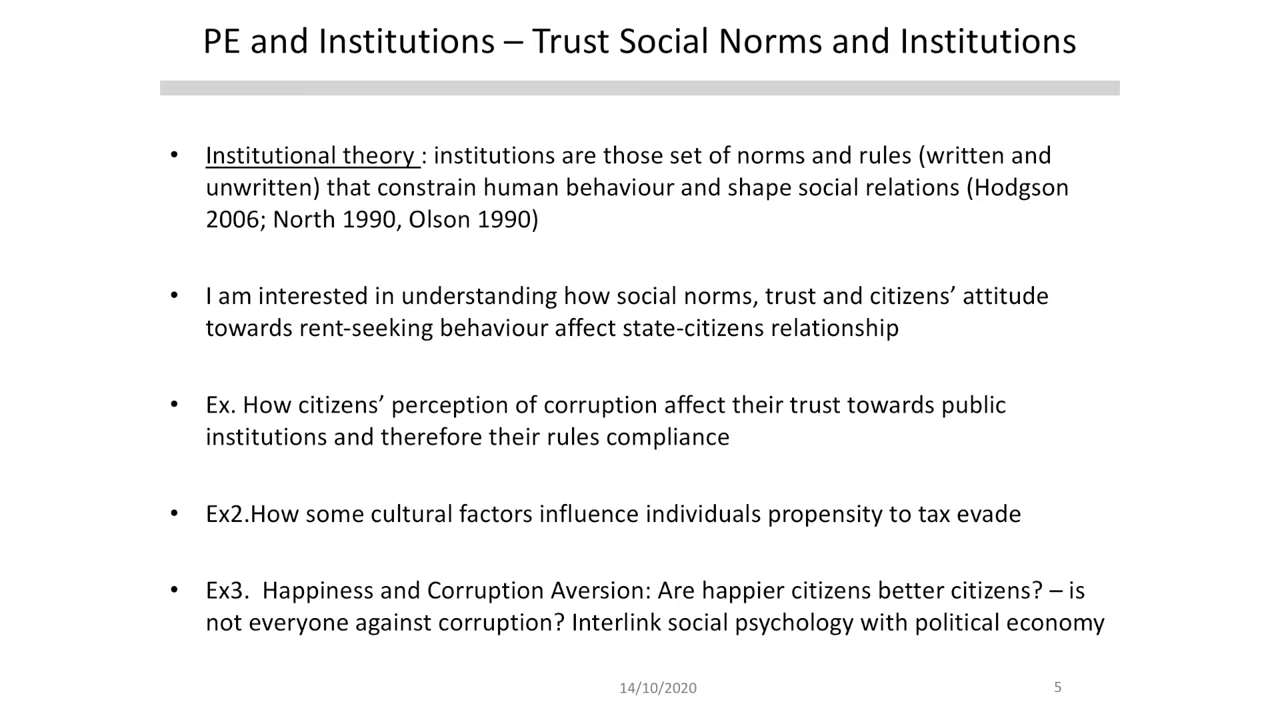 PE and Institutions – Trust Social Norms and Institutions
• Institutional theory : institutions are those set of norms and rules (written and
unwritten) that constrain human behaviour and shape social relations (Hodgson
2006; North 1990, Olson 1990)
• I am interested in understanding how social norms, trust and citizens’ attitude
towards rent-seeking behaviour affect state-citizens relationship
• Ex. How citizens’ perception of corruption affect their trust towards public
institutions and therefore their rules compliance
• Ex2.How some cultural factors influence individuals propensity to tax evade
• Ex3.  Happiness and Corruption Aversion: Are happier citizens better citizens? – is
not everyone against corruption? Interlink social psychology with political economy
14/10/2020
5